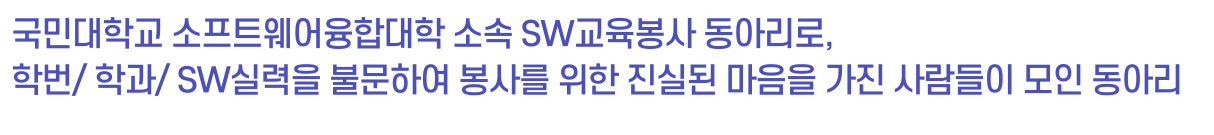 국민대학교 소프트웨어융합대학 소속 SW교육봉사 동아리로,
학번/ 학과/ SW실력을 불문하여 봉사를 위한 진실된 마음을 가진 사람들이 모인 동아리